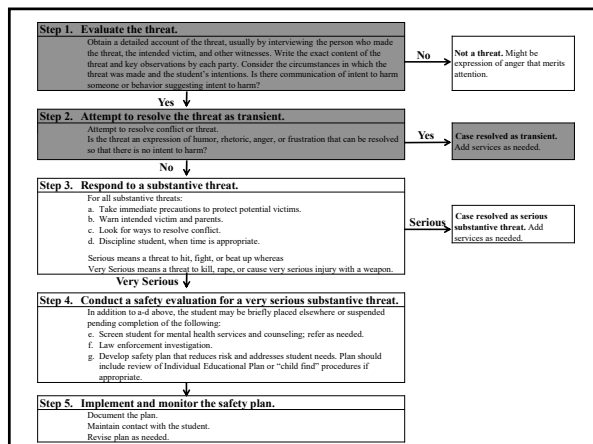 Step 1. Evaluate the threat.
Obtain a detailed account of the threat, usually by interviewing the person who made
the threat, the intended victim, and other witnesses. Write the exact content of the
threat and key observations by each party. Consider the circumstances in which the
threat was made and the student's intentions. Is there communication of intent to harm
someone or behavior suggesting intent to harm?
No
Not a threat. Might be
expression of anger that merits
attention.
Yes
Step 2. Attempt to resolve the threat as transient.
Attempt to resolve conflict or threat.
Is the threat an expression of humor, rhetoric, anger, or frustration that can be resolved
so that there is no intent to harm?
Yes
Case resolved as transient.
Add services as needed.
No
Step 3. Respond to a substantive threat.
For all substantive threats:
a. Take immediate precautions to protect potential victims.
b. Warn intended victim and parents.
c. Look for ways to resolve conflict.
d. Discipline student, when time is appropriate.
Serious means a threat to hit, fight, or beat up whereas
Very Serious means a threat to kill, rape, or cause very serious injury with a weapon.
Serious
Case resolved as serious
substantive threat. Add
services as needed.
Very Serious
Step 4. Conduct a safety evaluation for a very serious substantive threat.
In addition to a-d above, the student may be briefly placed elsewhere or suspended
pending completion of the following:
e. Screen student for mental health services and counseling; refer as needed.
f. Law enforcement investigation.
g. Develop safety plan that reduces risk and addresses student needs. Plan should
include review of Individual Educational Plan or "child find" procedures if
appropriate.
Step 5. Implement and monitor the safety plan.
Document the plan.
Maintain contact with the student.
Revise plan as needed.